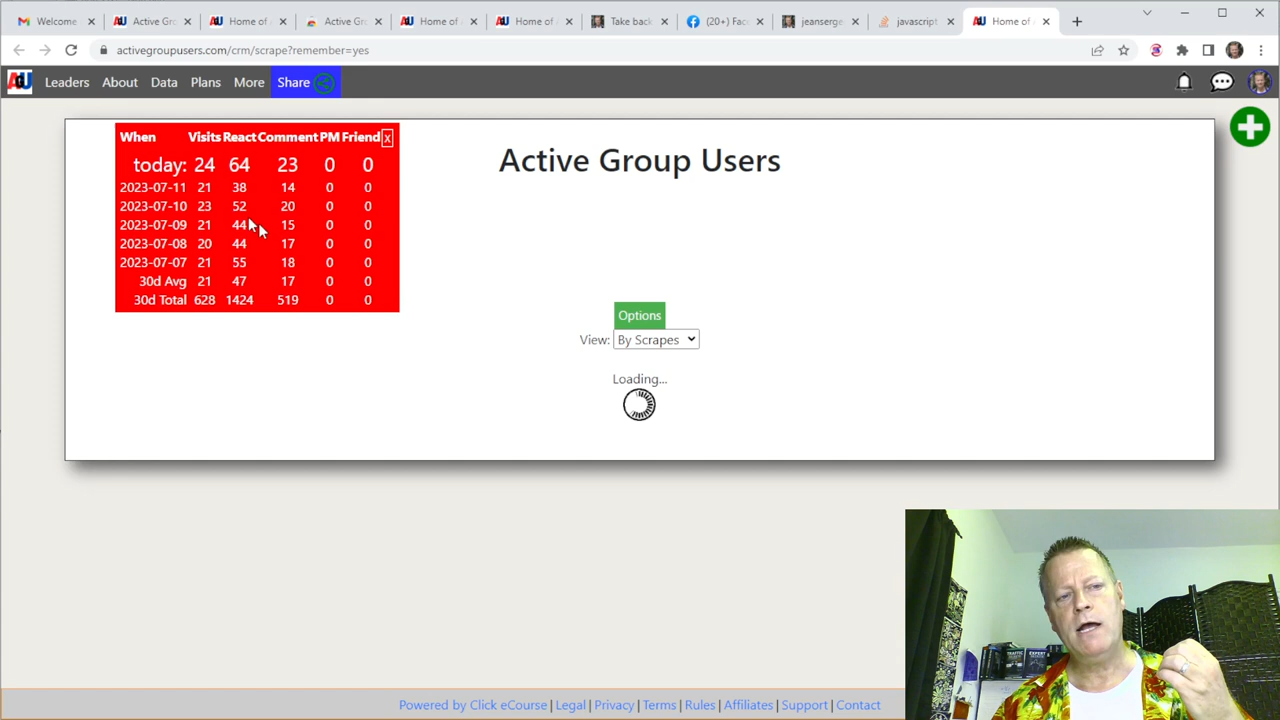 Welcome
Active Gro
Home of A
Active Gr
Home of A
Home of A
Take back
(20+) Fac
jeanserge
javascript
Home of A
activegroupusers.com/crm/scrape?remember=yes
AGU Leaders About Data Plans More Share
When Visits React Comment PM Friend x
today: 24 64 23 0 0
2023-07-11 21 38 14 0 0
2023-07-10 23 52 20 0 0
2023-07-09 21 44 15 0 0
2023-07-08 20 44 17 0 0
2023-07-07 21 55 18 0 0
30d Avg 21 47 17 0 0
30d Total 628 1424 519 0 0
Active Group Users
Options
View: By Scrapes
Loading...
TRAFFIC
EXPERT
Powered by Click eCourse | Legal | Privacy | Terms | Rules | Affiliates | Support | Contact